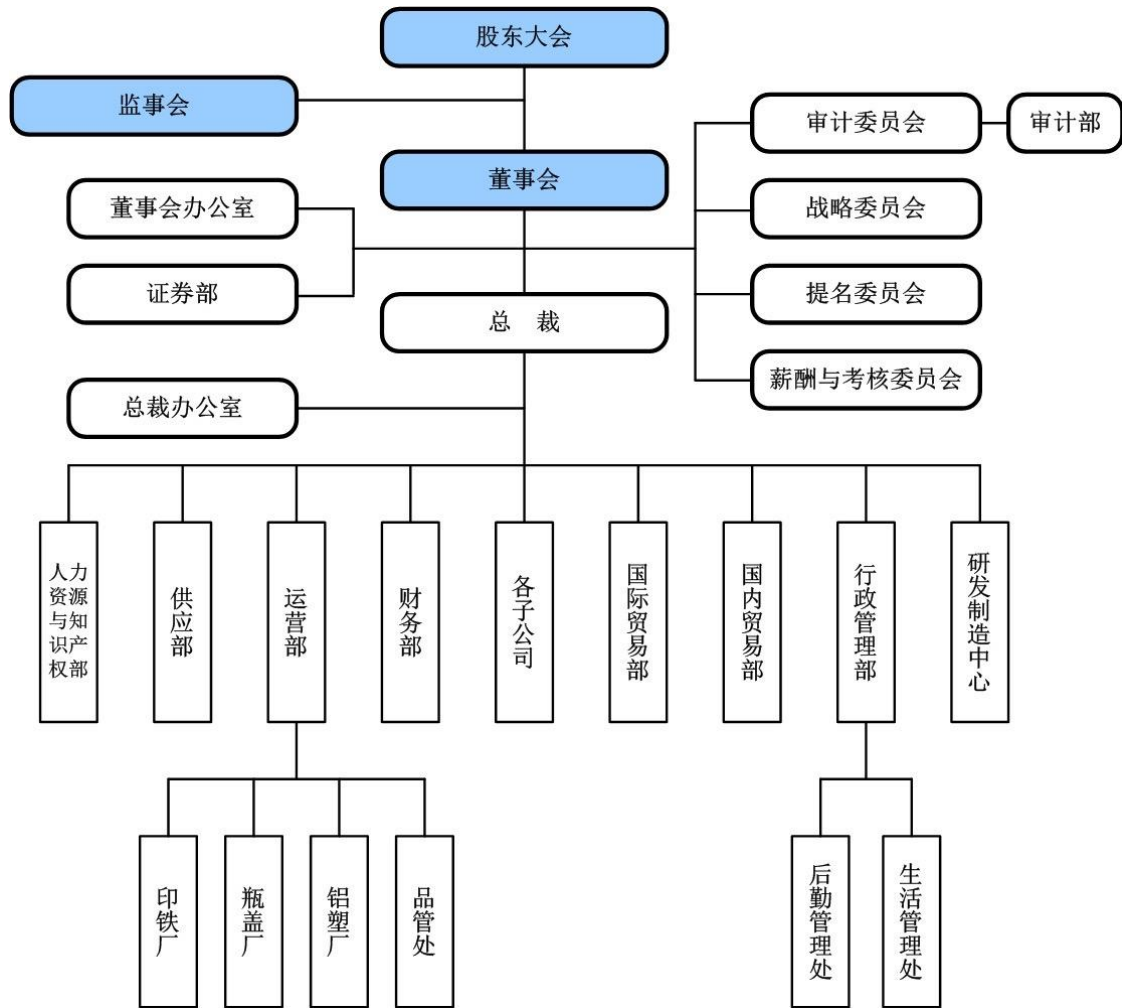 股东大会
监事会
审计委员会
审计部
董事会
董事会办公室
战略委员会
证券部
提名委员会
总 裁
薪酬与考核委员会
总裁办公室
人力
资源
与知
识产
权部
供应部
运营部
财务部
各子公司
国际贸易部
国内贸易部
行政管理部
研发制造中心
印铁厂
瓶盖厂
铝塑厂
品管处
后勤管理处
生活管理处